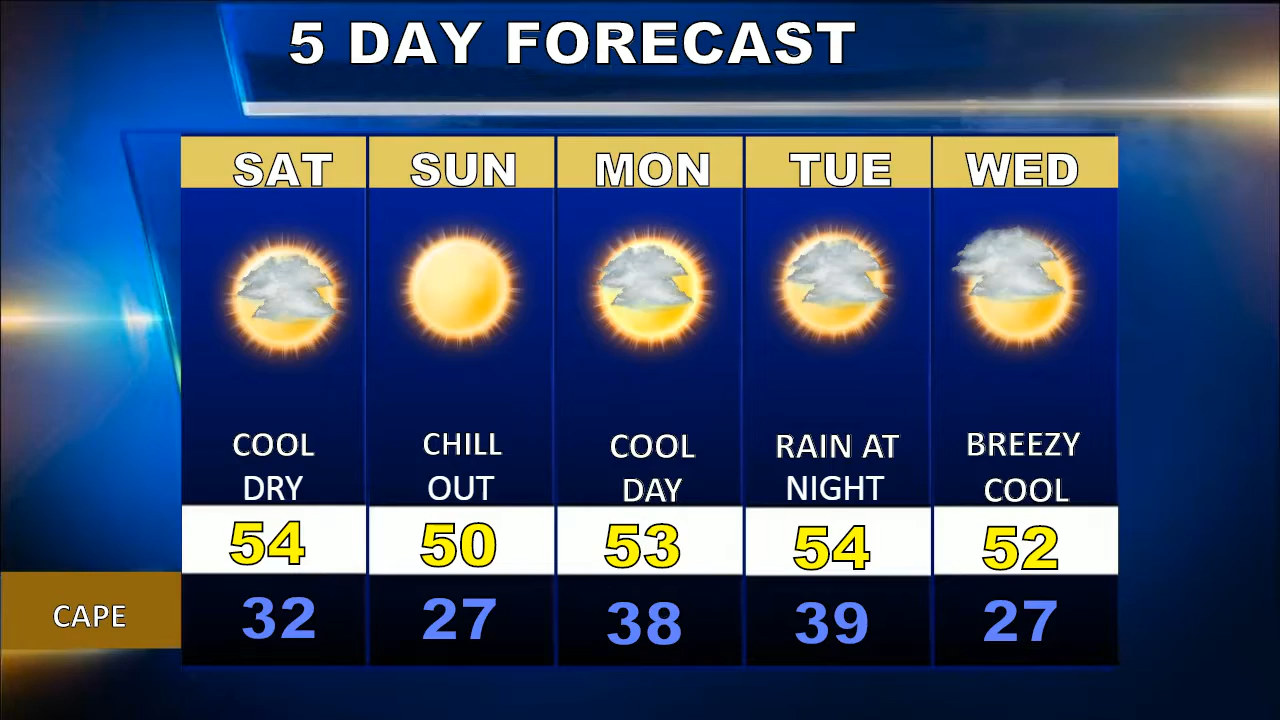 5 DAY FORECAST
SAT SUN MON TUE WED
COOL CHILL COOL RAIN AT BREEZY
DRY OUT DAY NIGHT COOL
54 50 53 54 52
CAPE 32 27 38 39 27